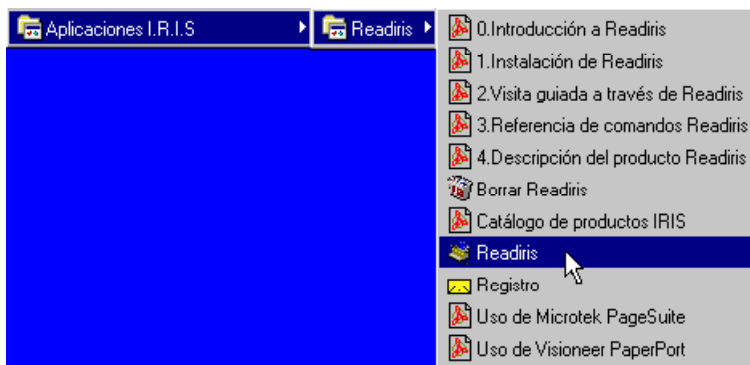 Aplicaciones I.R.I.S
Readiris
0.Introducción a Readiris
1.Instalación de Readiris
2.Visita guiada a través de Readiris
3.Referencia de comandos Readiris
4.Descripción del producto Readiris
Borrar Readiris
Catálogo de productos IRIS
Readiris
Registro
Uso de Microtek PageSuite
Uso de Visioneer PaperPort